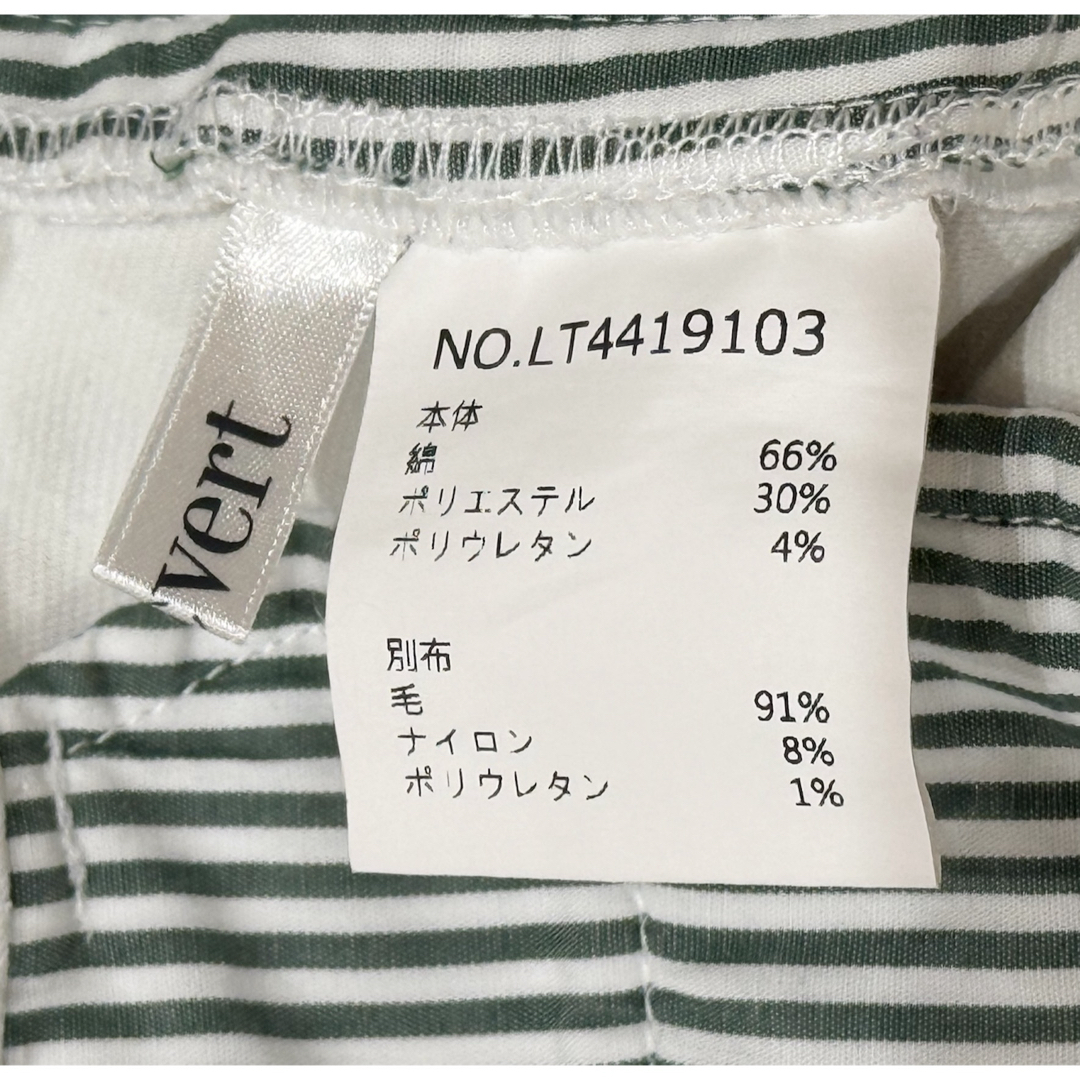 vert
NO.LT4419103
本体
綿 66%
ポリエステル 30%
ポリウレタン 4%
別布
毛 91%
ナイロン 8%
ポリウレタン 1%